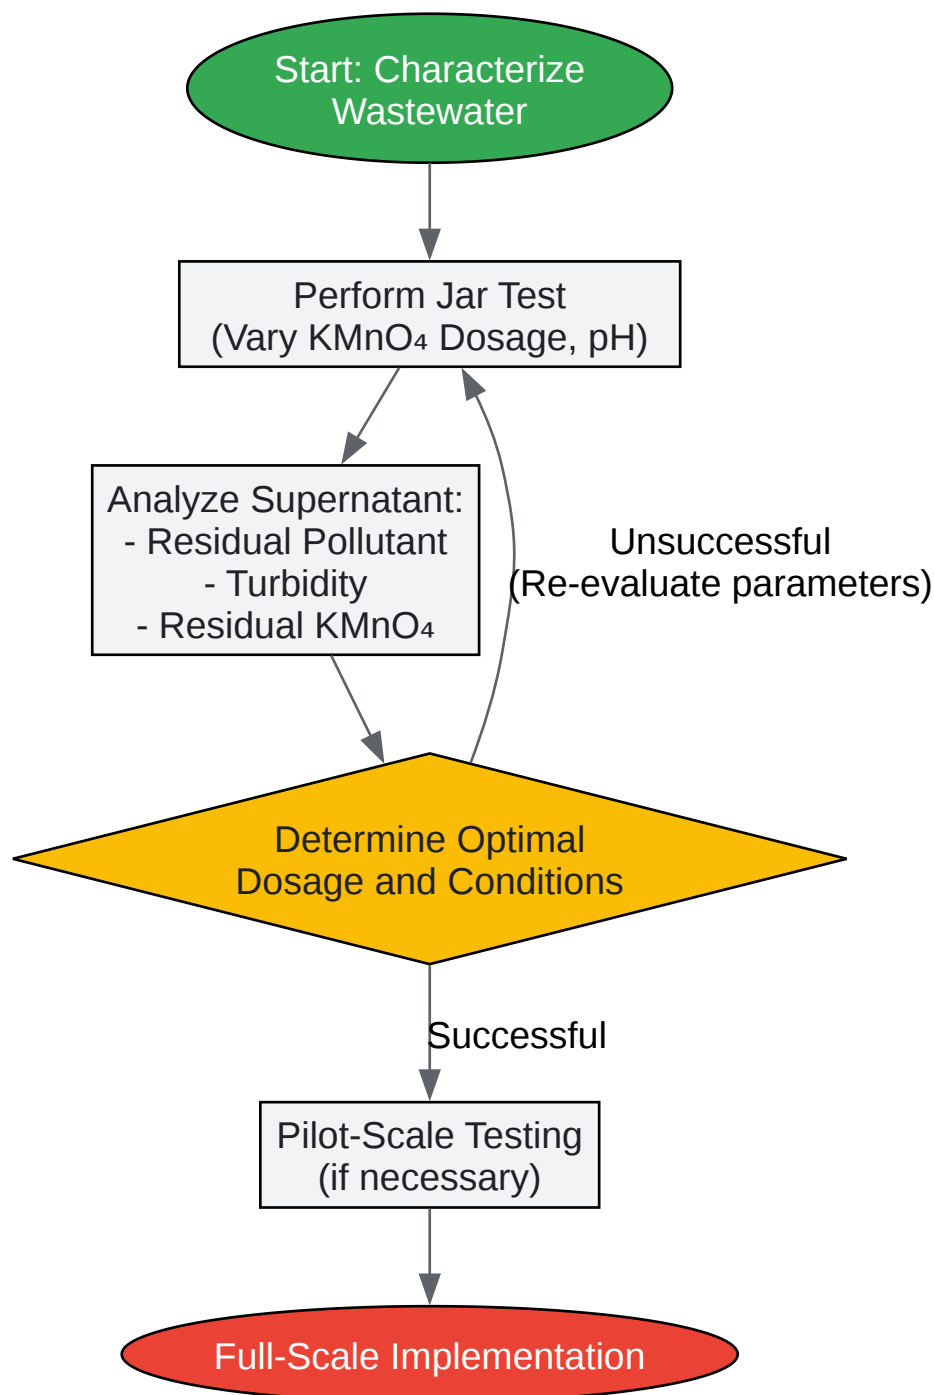 Start: Characterize
Wastewater
Perform Jar Test
(Vary KMnO₄ Dosage, pH)
Analyze Supernatant:
- Residual Pollutant
- Turbidity
- Residual KMnO₄
Unsuccessful
(Re-evaluate parameters)
Determine Optimal
Dosage and Conditions
Successful
Pilot-Scale Testing
(if necessary)
Full-Scale Implementation